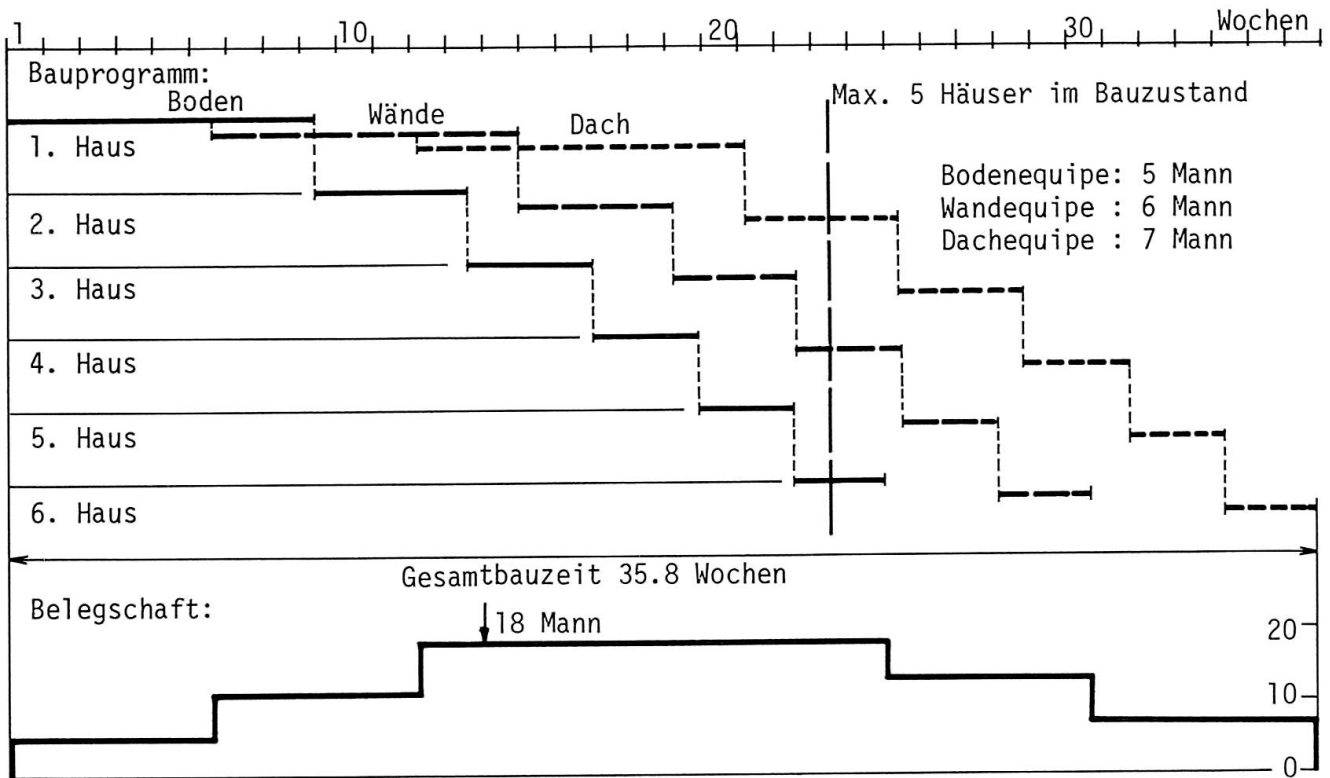 1 10 20 30 Wochen
Bauprogramm:
Boden
Wände
Dach
Max. 5 Häuser im Bauzustand
1. Haus
Bodenequipe: 5 Mann
Wandequipe : 6 Mann
Dachequipe : 7 Mann
2. Haus
3. Haus
4. Haus
5. Haus
6. Haus
Gesamtbauzeit 35.8 Wochen
Belegschaft:
18 Mann
20
10
0